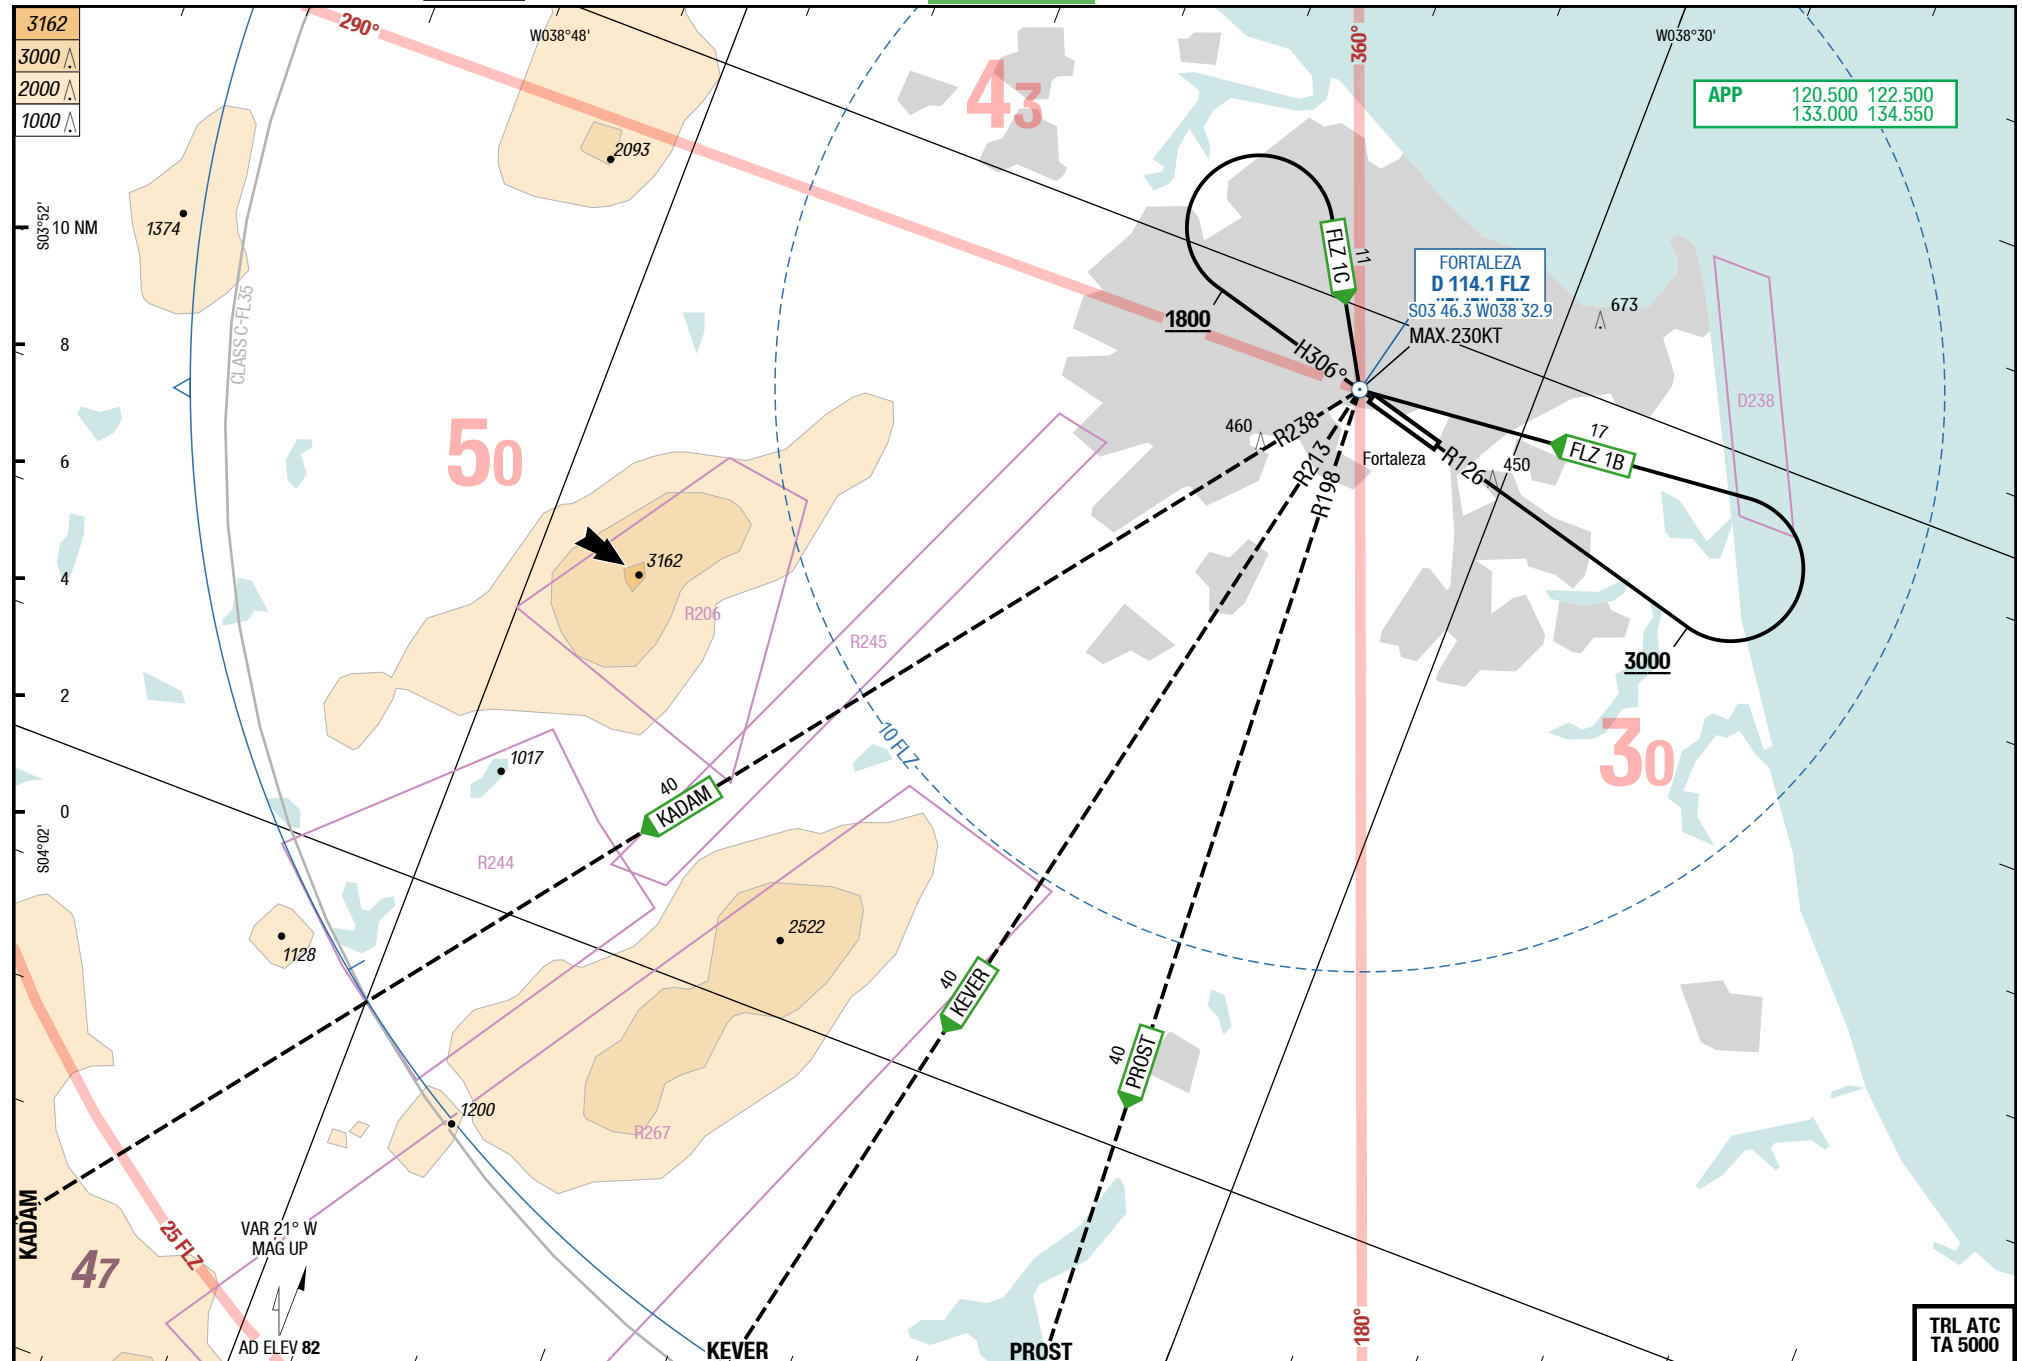 3162
3000
2000
1000
290°
W038°48'
360°
W038°30'
43
APP 120.500 122.500
133.000 134.550
2093
1374
S03°52'
10 NM
CLASS C-FL35
FLZ 1C
11
FORTALEZA
D 114.1 FLZ
S03 46.3 W038 32.9
MAX 230KT
673
1800
H306°
8
D238
50
460
R238
R213
R198
Fortaleza
R126
450
17
FLZ 1B
6
3162
4
R206
R245
3000
2
10 FLZ
30
1017
40
KADAM
0
S04°02'
R244
2522
1128
40
KEVER
40
PROST
1200
R267
KADAM
25 FLZ
VAR 21° W
MAG UP
47
AD ELEV 82
KEVER
PROST
180°
TRL ATC
TA 5000